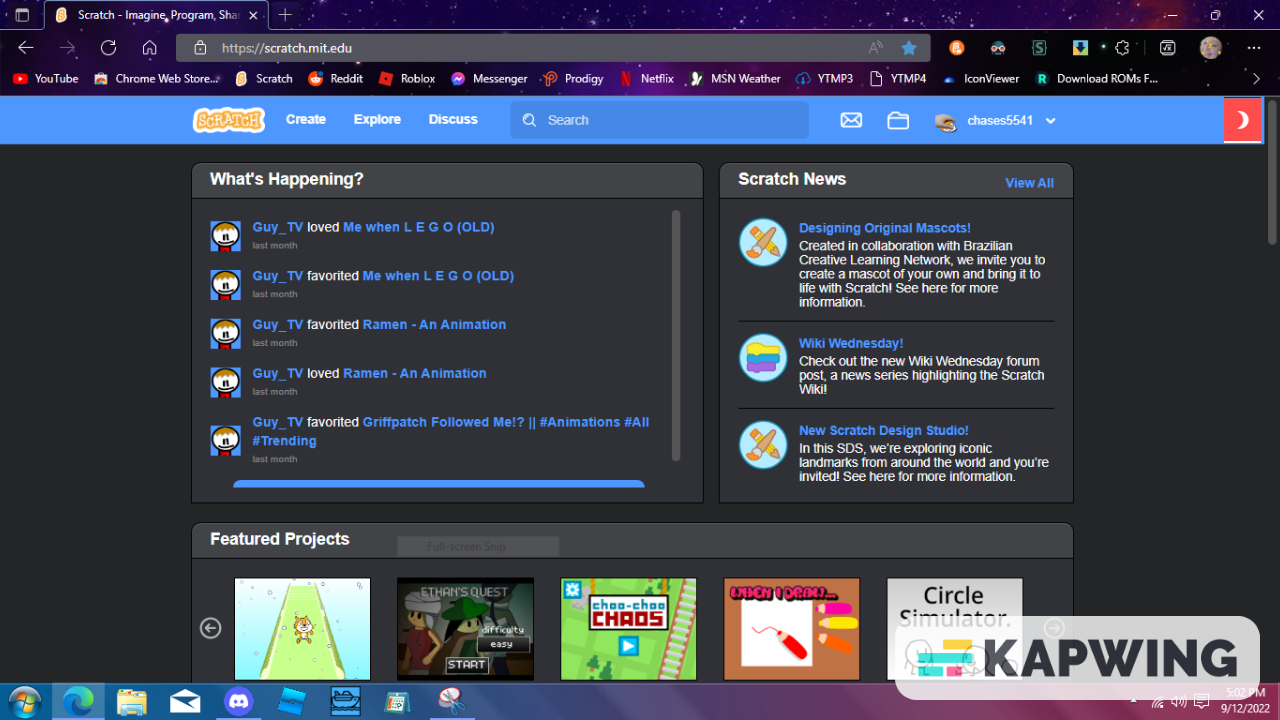 Scratch - Imagine, Program, Shar
https://scratch.mit.edu
YouTube
Chrome Web Store...
Scratch
Reddit
Roblox
Messenger
Prodigy
Netflix
MSN Weather
YTMP3
YTMP4
IconViewer
Download ROMs F...
SCRATCH
Create
Explore
Discuss
Search
chases5541
What's Happening?
Guy_TV loved Me when L E G O (OLD)
last month
Guy_TV favorited Me when L E G O (OLD)
last month
Guy_TV favorited Ramen - An Animation
last month
Guy_TV loved Ramen - An Animation
last month
Guy_TV favorited Griffpatch Followed Me!? || #Animations #All
#Trending
last month
Scratch News
View All
Designing Original Mascots!
Created in collaboration with Brazilian
Creative Learning Network, we invite you to
create a mascot of your own and bring it to
life with Scratch! See here for more
information.
Wiki Wednesday!
Check out the new Wiki Wednesday forum
post, a news series highlighting the Scratch
Wiki!
New Scratch Design Studio!
In this SDS, we're exploring iconic
landmarks from around the world and you're
invited! See here for more information.
Featured Projects
Full-screen Snip
ETHAN'S QUEST
difficulty
easy
START
choo-choo
CHAOS
WHEN I DRAW...
Circle
Simulator.
KAPWING
5:02 PM
9/12/2022